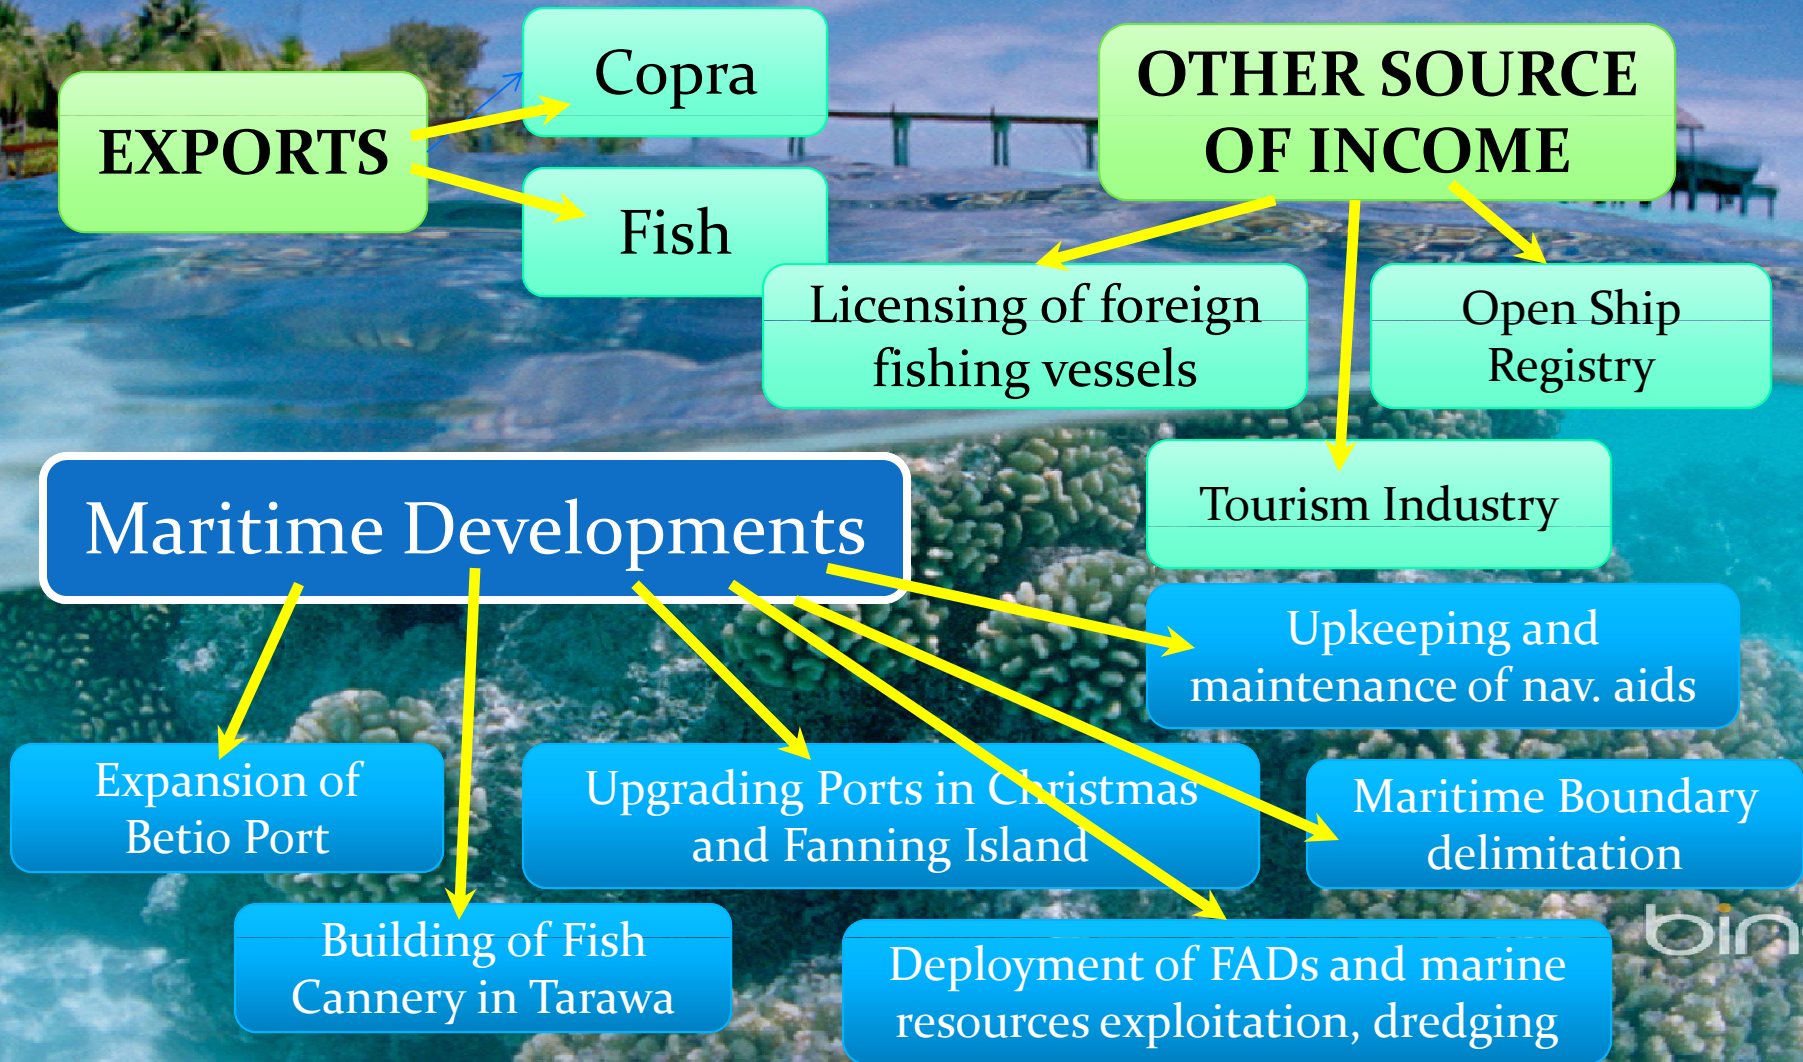 EXPORTS
Copra
Fish
OTHER SOURCE
OF INCOME
Licensing of foreign
fishing vessels
Open Ship
Registry
Tourism Industry
Maritime Developments
Upkeeping and
maintenance of nav. aids
Expansion of
Betio Port
Upgrading Ports in Christmas
and Fanning Island
Maritime Boundary
delimitation
Building of Fish
Cannery in Tarawa
Deployment of FADs and marine
resources exploitation, dredging